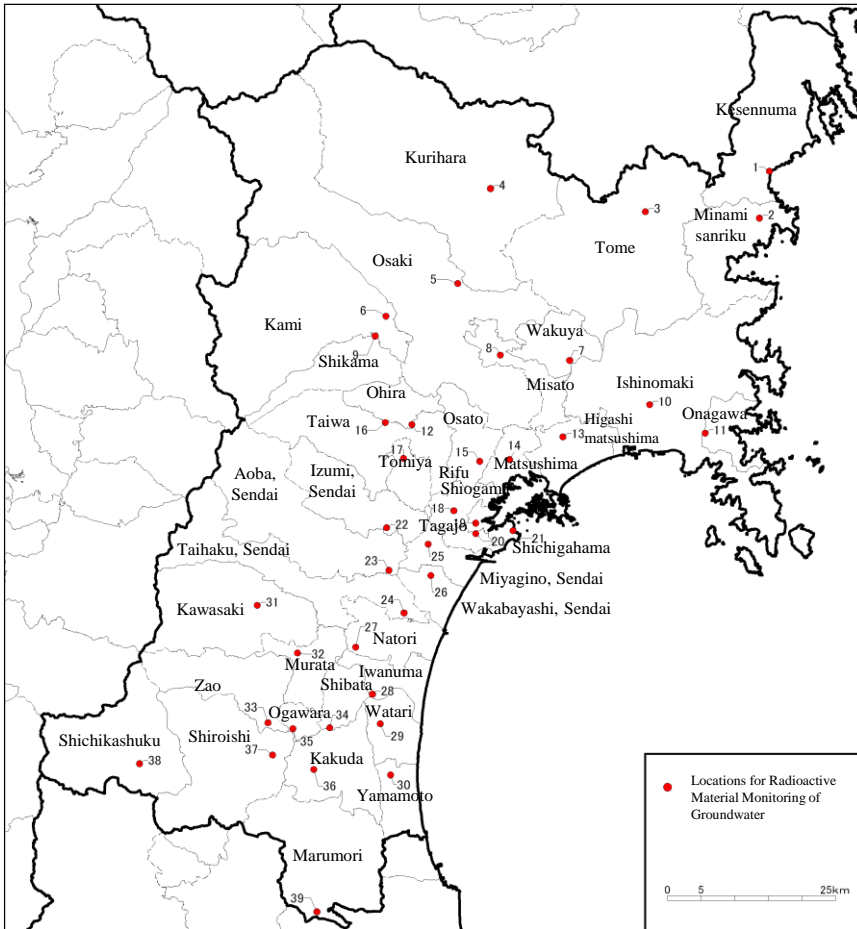 Kesennuma
Kurihara
1
4
3
Minami
sanriku
2
Tome
Osaki
5
6
Kami
Wakuya
9
8
7
Shikama
Misato
Ishinomaki
Ohira
10
Taiwa
Osato
Onagawa
16
12
Higashi
matsushima
13
11
17
Tomiya
15
14
Matsushima
Aoba,
Sendai
Izumi,
Sendai
Rifu
Shiogam
18
Tagajo
19
22
20
21
Shichigahama
Taihaku, Sendai
25
23
26
Miyagino, Sendai
Kawasaki
31
24
Wakabayashi, Sendai
27
Natori
32
Murata
Iwanuma
Zao
Shibata
28
33
Ogawara
34
Watari
Shichikashuku
Shiroishi
35
29
37
Kakuda
38
36
30
Yamamoto
Marumori
39
Locations for Radioactive
Material Monitoring of
Groundwater
0 5 25km